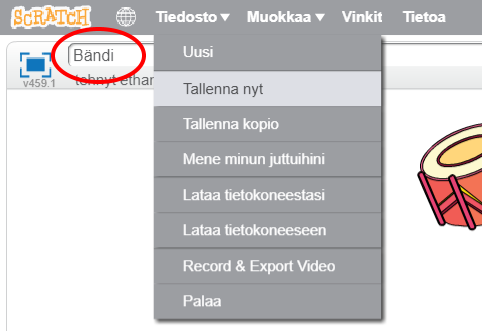 SCRATCH Tiedosto Muokkaa Vinkit Tietoa
Bändi
v459.1 tehnyt ethan
Uusi
Tallenna nyt
Tallenna kopio
Mene minun juttuihini
Lataa tietokoneestasi
Lataa tietokoneeseen
Record & Export Video
Palaa